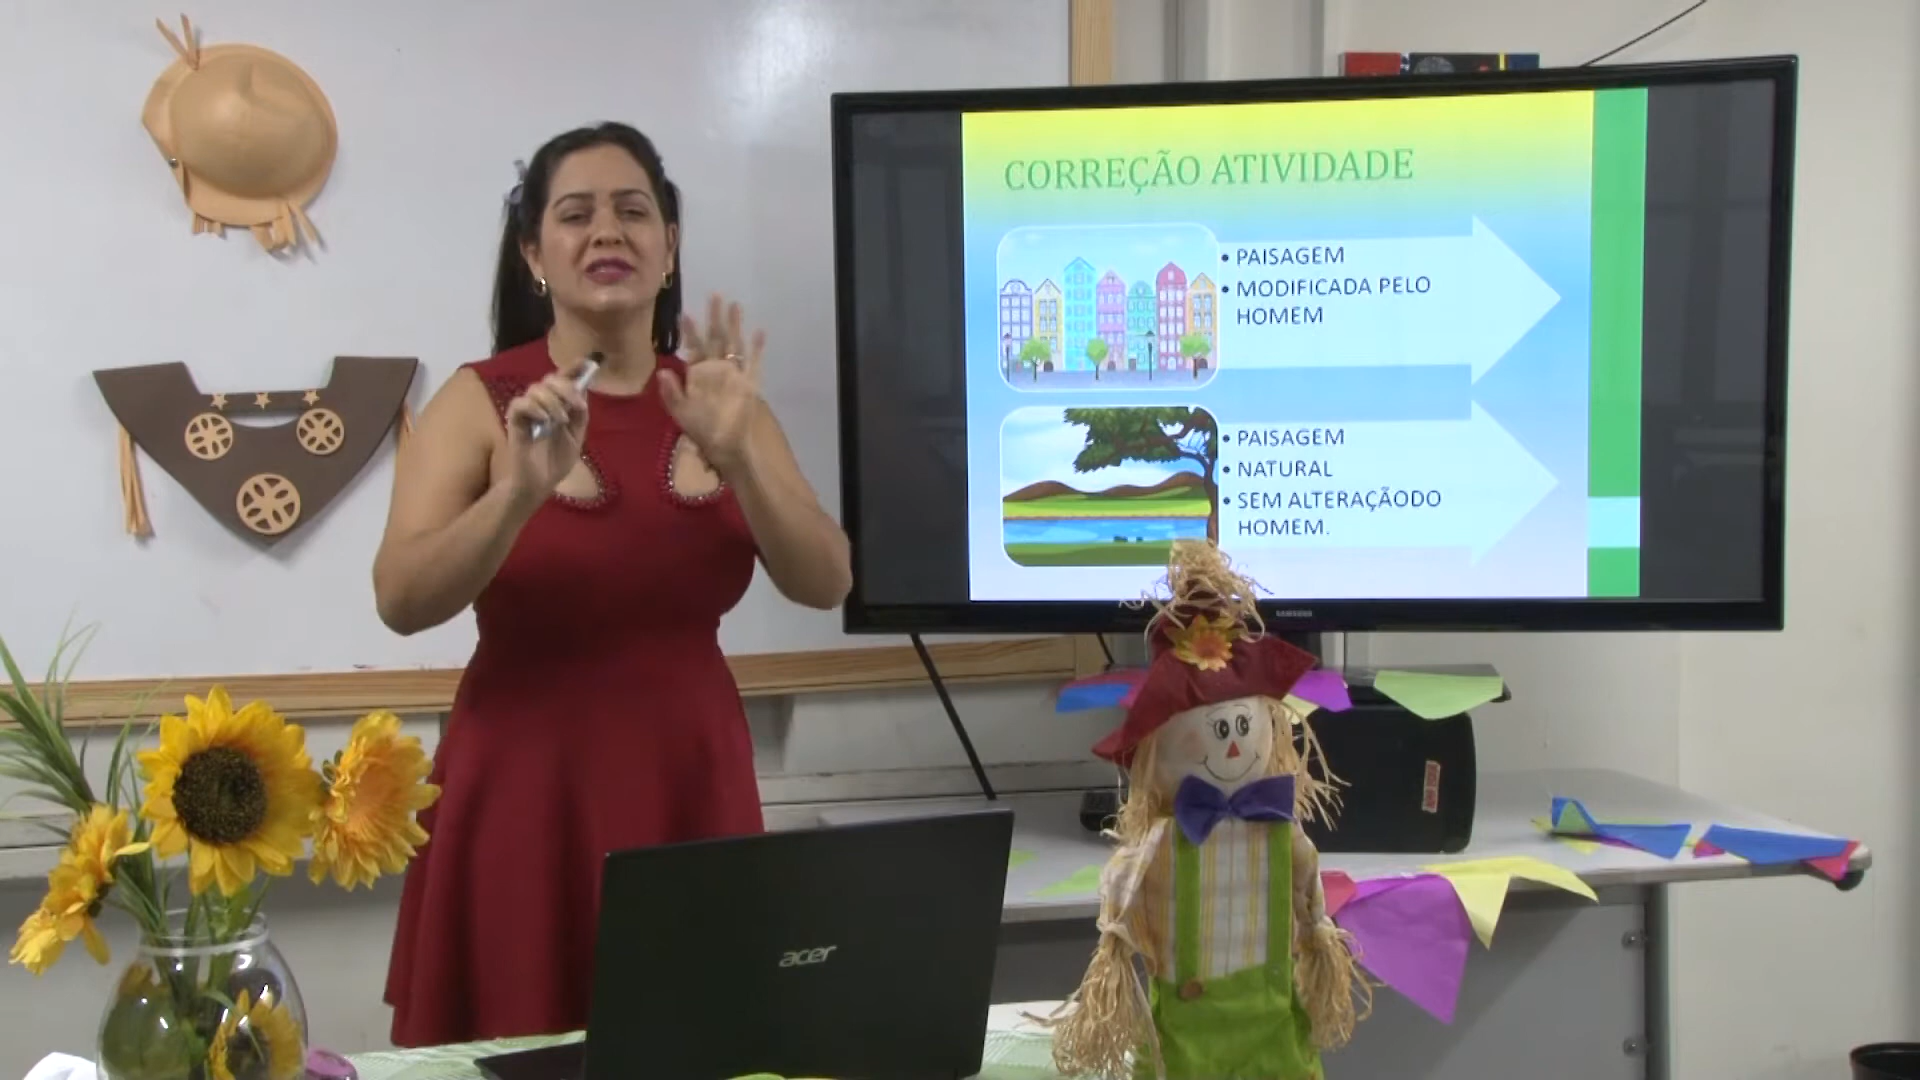 CORREÇÃO ATIVIDADE
• PAISAGEM
• MODIFICADA PELO
HOMEM
• PAISAGEM
• NATURAL
• SEM ALTERAÇÃODO
HOMEM.
SAMSUNG
acer